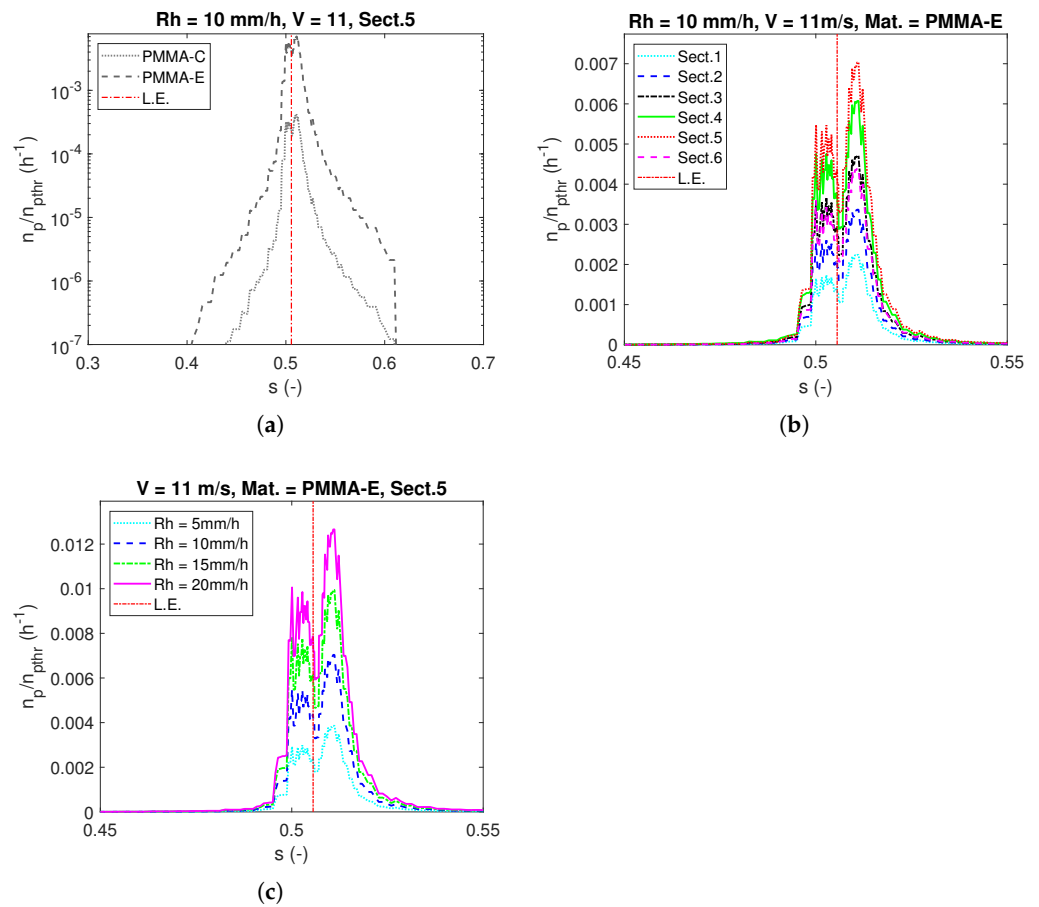 Rh = 10 mm/h, V = 11, Sect.5
PMMA-C
PMMA-E
L.E.
n_p/n_pthr (h^-1)
10^-3
10^-4
10^-5
10^-6
10^-7
0.3 0.4 0.5 0.6 0.7
s (-)
(a)
Rh = 10 mm/h, V = 11m/s, Mat. = PMMA-E
Sect.1
Sect.2
Sect.3
Sect.4
Sect.5
Sect.6
L.E.
n_p/n_pthr (h^-1)
0.007
0.006
0.005
0.004
0.003
0.002
0.001
0
0.45 0.5 0.55
s (-)
(b)
V = 11 m/s, Mat. = PMMA-E, Sect.5
Rh = 5mm/h
Rh = 10mm/h
Rh = 15mm/h
Rh = 20mm/h
L.E.
n_p/n_pthr (h^-1)
0.012
0.01
0.008
0.006
0.004
0.002
0
0.45 0.5 0.55
s (-)
(c)